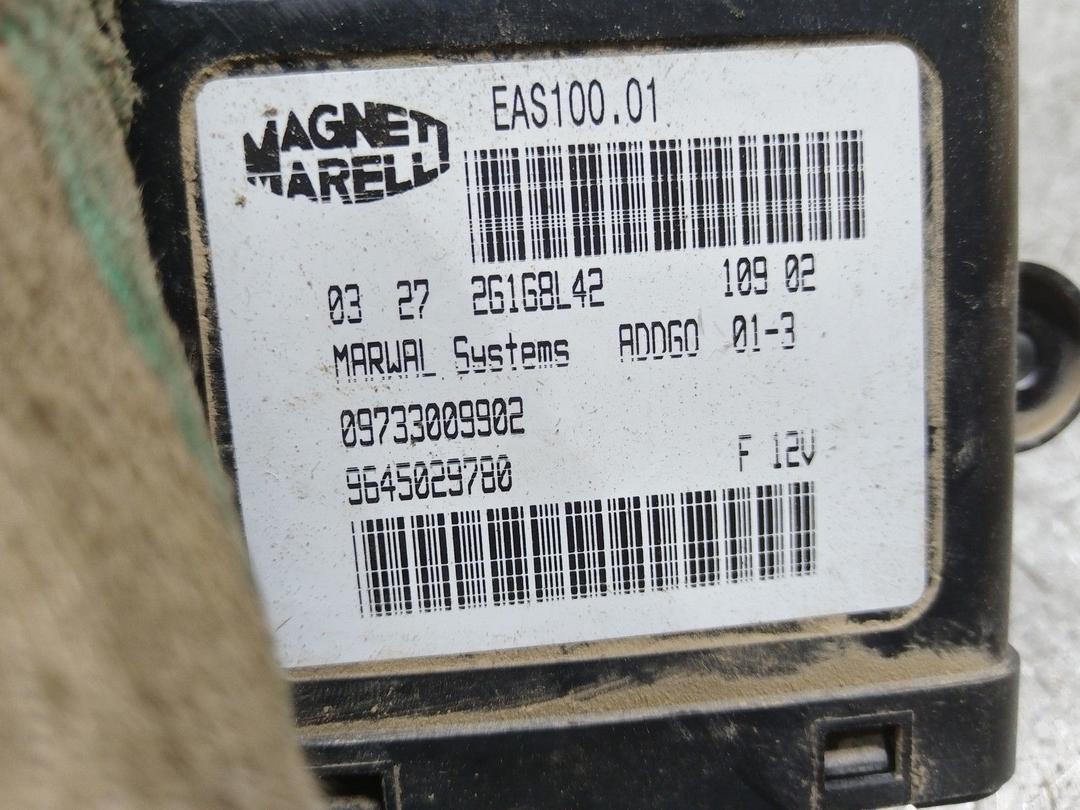 MAGNETI
MARELLI
EAS100.01
03 27 2G1G8L42 109 02
MARWAL Systems ADDGO 01-3
09733009902
9645029780 F 12V